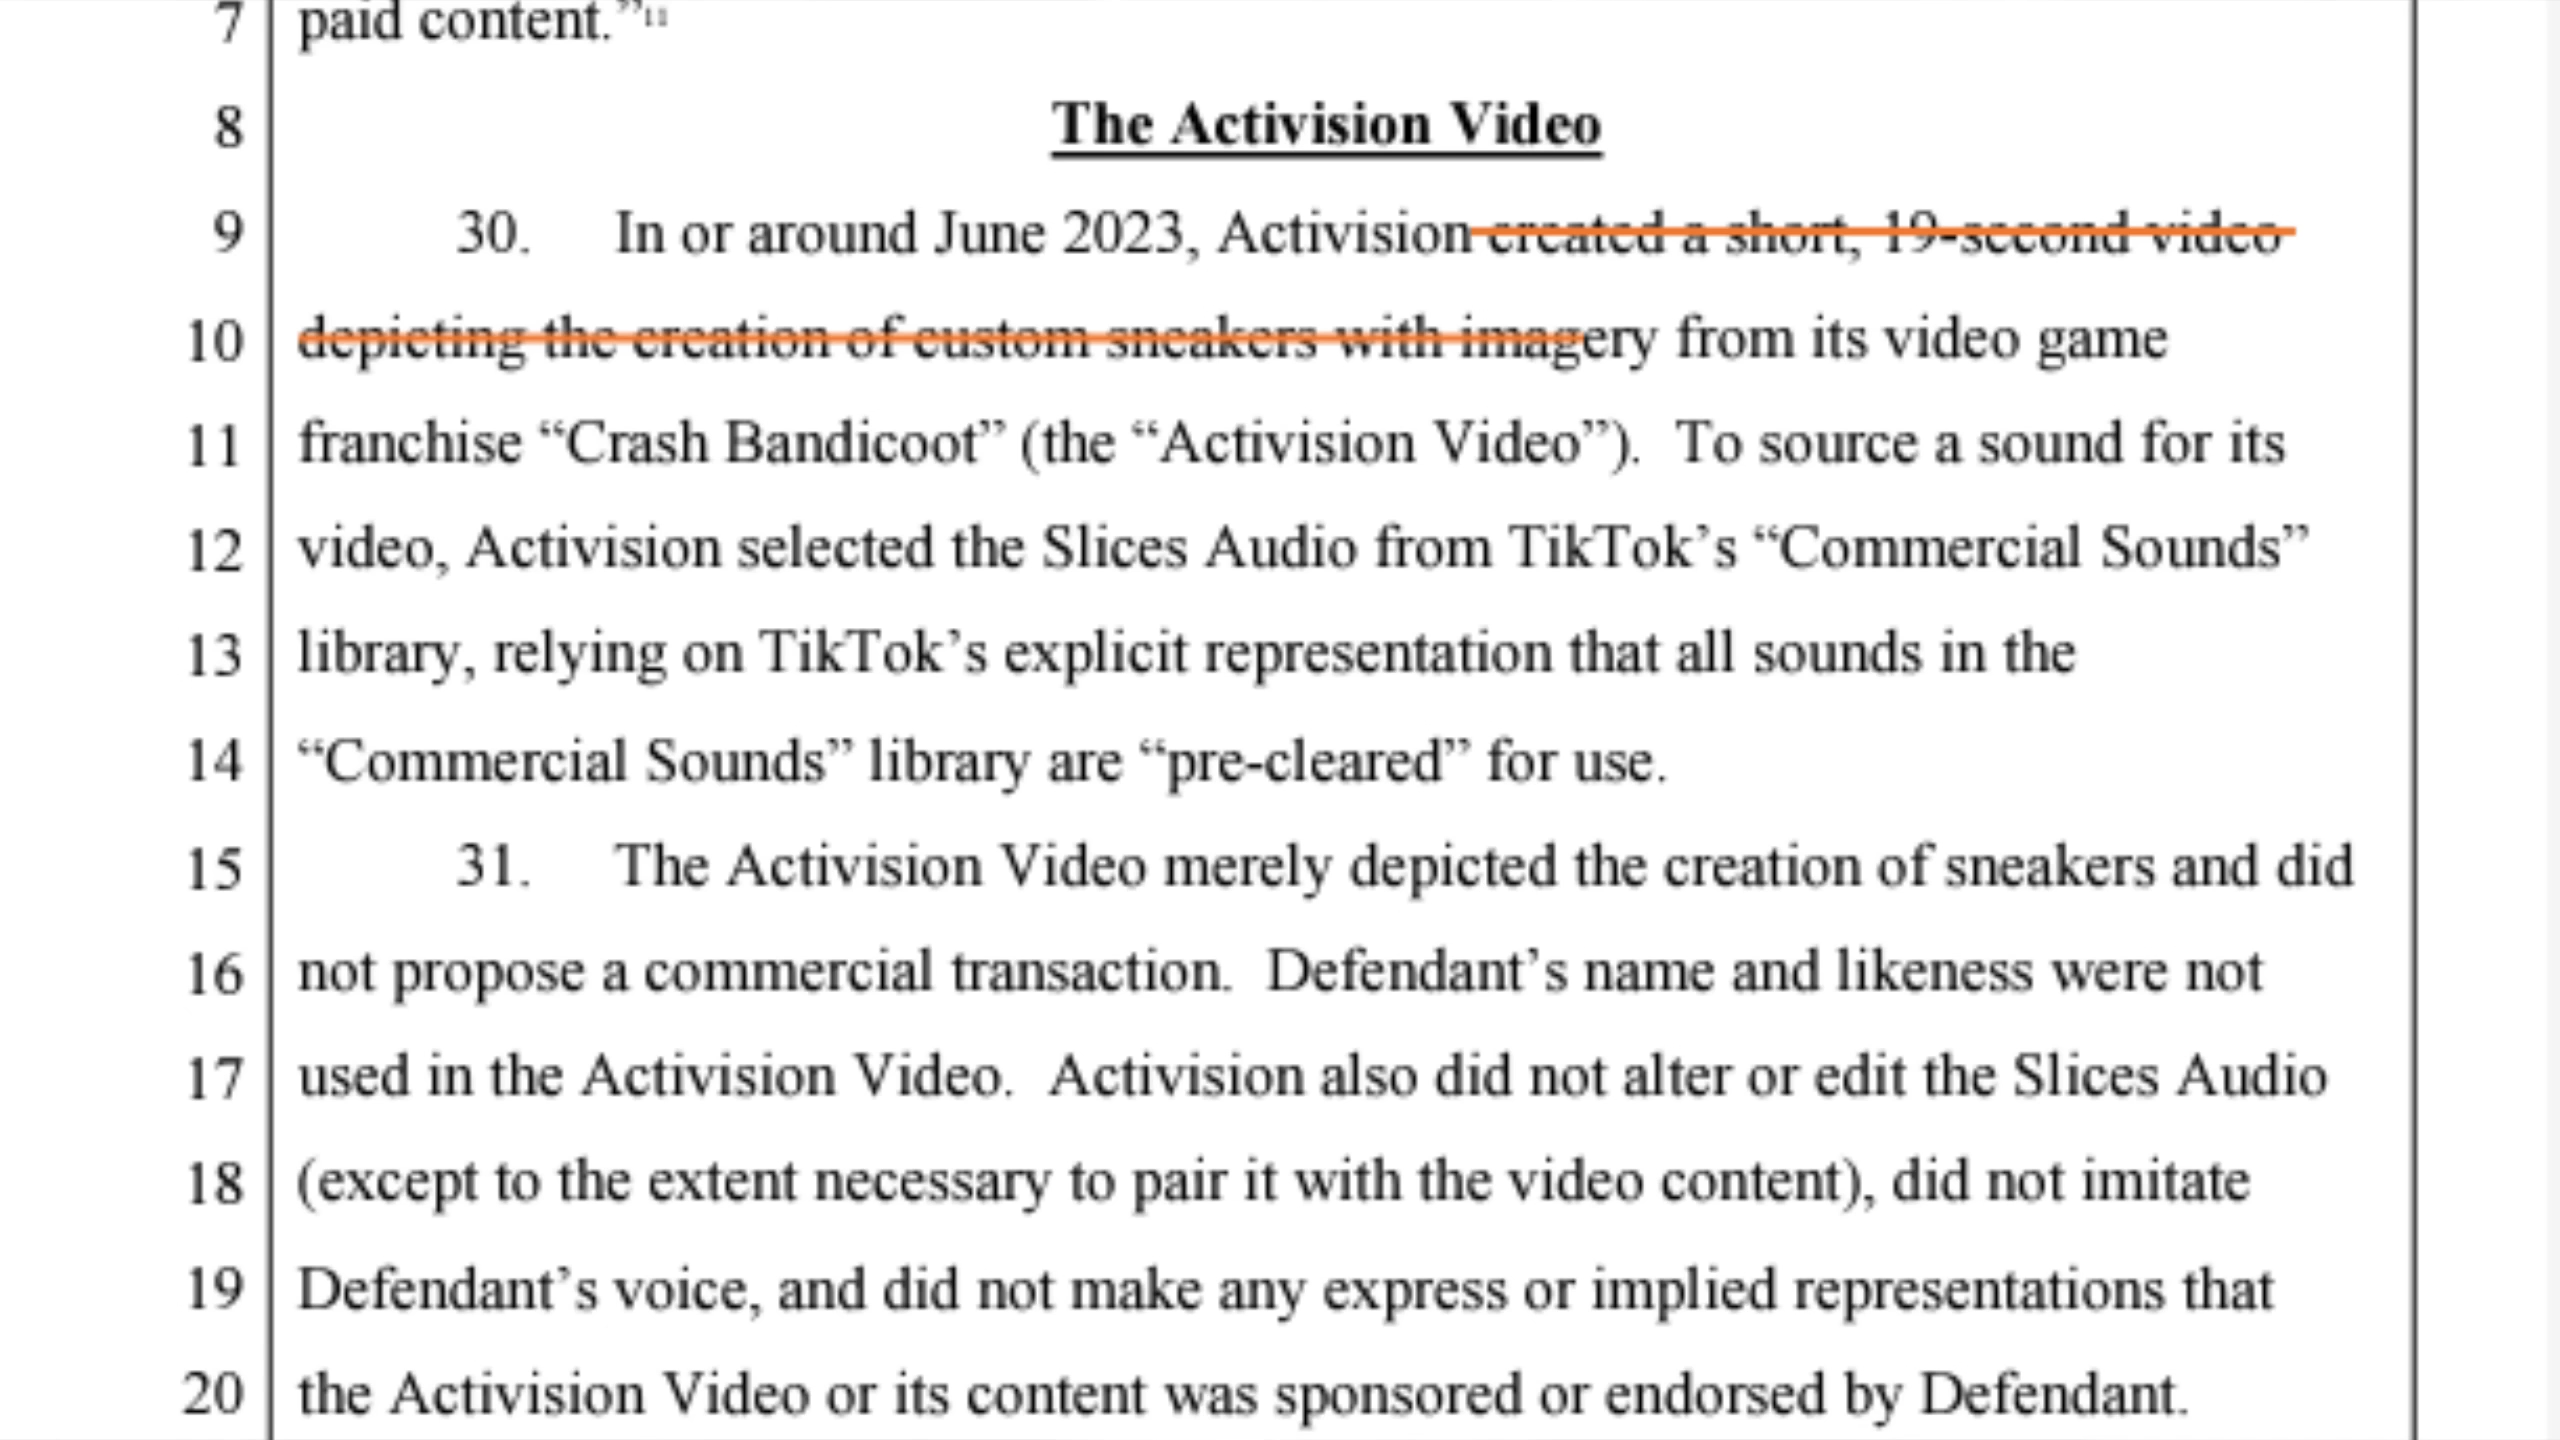 7 paid content.”11
8 The Activision Video
9 30. In or around June 2023, Activision created a short, 19-second video
10 depicting the creation of custom sneakers with imagery from its video game
11 franchise “Crash Bandicoot” (the “Activision Video”). To source a sound for its
12 video, Activision selected the Slices Audio from TikTok’s “Commercial Sounds”
13 library, relying on TikTok’s explicit representation that all sounds in the
14 “Commercial Sounds” library are “pre-cleared” for use.
15 31. The Activision Video merely depicted the creation of sneakers and did
16 not propose a commercial transaction. Defendant’s name and likeness were not
17 used in the Activision Video. Activision also did not alter or edit the Slices Audio
18 (except to the extent necessary to pair it with the video content), did not imitate
19 Defendant’s voice, and did not make any express or implied representations that
20 the Activision Video or its content was sponsored or endorsed by Defendant.